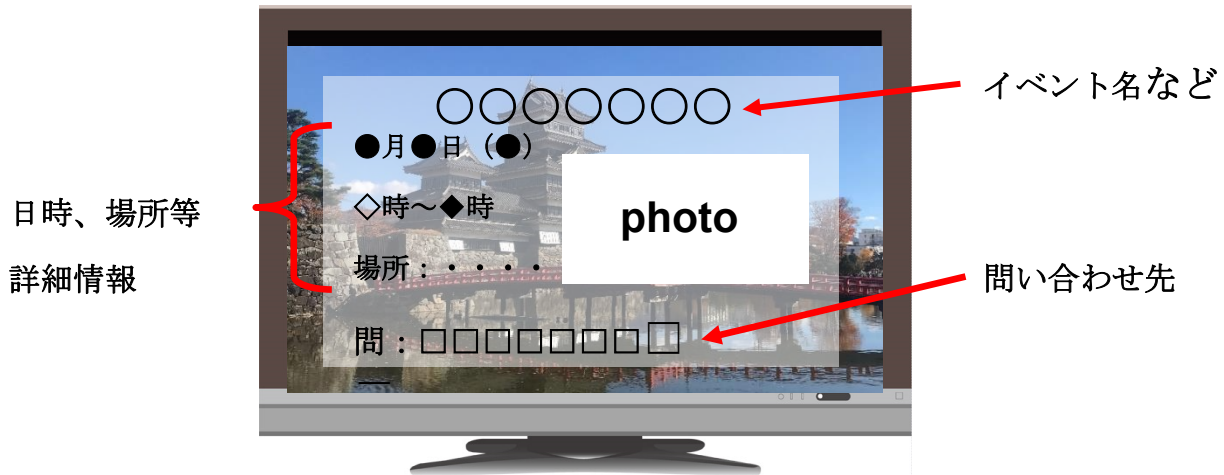 ○○○○○○○
イベント名など
●月●日（●）
◇時～◆時
場所：・・・・
photo
日時、場所等
詳細情報
問：□□□□□□□□
問い合わせ先